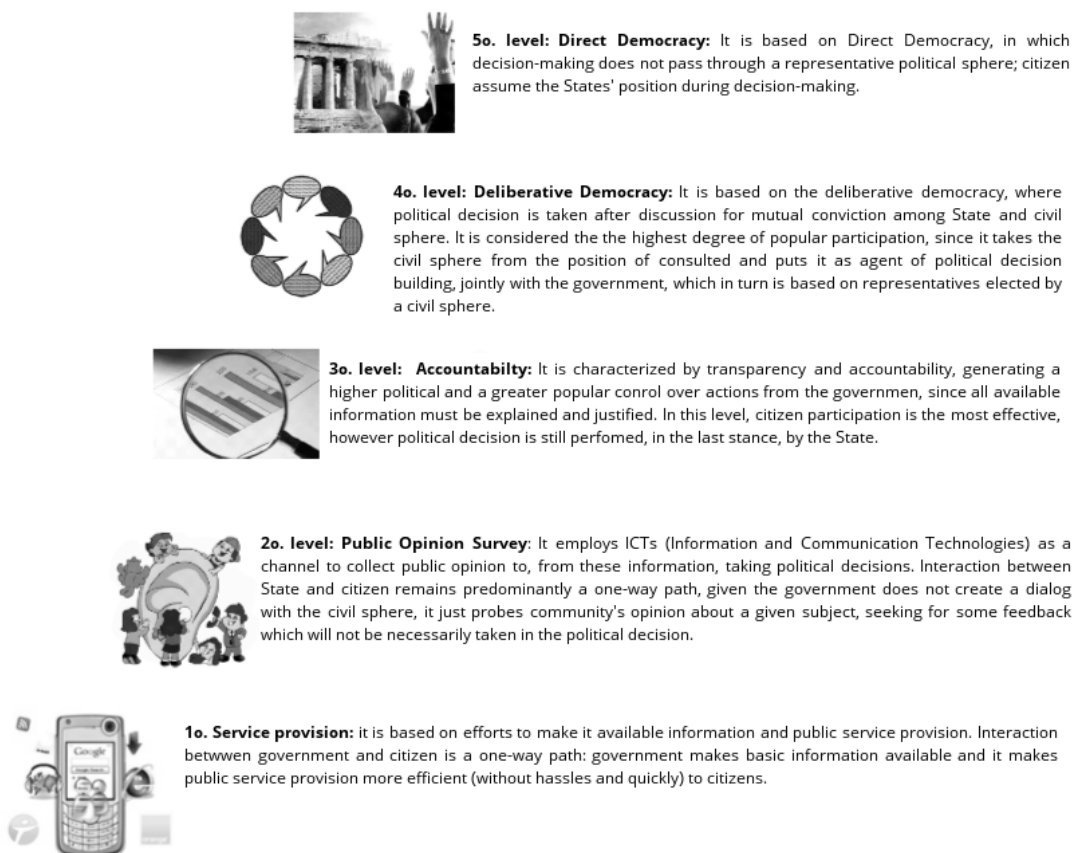 5o. level: Direct Democracy: It is based on Direct Democracy, in which
decision-making does not pass through a representative political sphere; citizen
assume the States' position during decision-making.
4o. level: Deliberative Democracy: It is based on the deliberative democracy, where
political decision is taken after discussion for mutual conviction among State and civil
sphere. It is considered the the highest degree of popular participation, since it takes the
civil sphere from the position of consulted and puts it as agent of political decision
building, jointly with the government, which in turn is based on representatives elected by
a civil sphere.
3o. level: Accountabilty: It is characterized by transparency and accountability, generating a
higher political and a greater popular conrol over actions from the governmen, since all available
information must be explained and justified. In this level, citizen participation is the most effective,
however political decision is still perfomed, in the last stance, by the State.
2o. level: Public Opinion Survey: It employs ICTs (Information and Communication Technologies) as a
channel to collect public opinion to, from these information, taking political decisions. Interaction between
State and citizen remains predominantly a one-way path, given the government does not create a dialog
with the civil sphere, it just probes community's opinion about a given subject, seeking for some feedback
which will not be necessarily taken in the political decision.
1o. Service provision: it is based on efforts to make it available information and public service provision. Interaction
betwwen government and citizen is a one-way path: government makes basic information available and it makes
public service provision more efficient (without hassles and quickly) to citizens.
Google